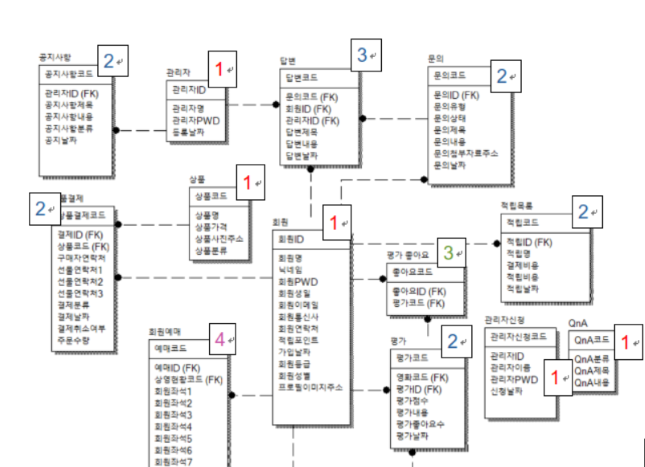 공지사항
2
공지사항코드
관리자ID (FK)
공지사항제목
공지사항내용
공지사항분류
공지날짜
관리자
1
관리자ID
관리자명
관리자PWD
등록날짜
답변
3
답변코드
문의코드 (FK)
회원ID (FK)
관리자ID (FK)
답변제목
답변내용
답변날짜
문의
2
문의코드
문의ID (FK)
문의유형
문의상태
문의제목
문의내용
문의첨부자료주소
문의날짜
상품
1
상품코드
상품명
상품가격
상품사진주소
상품분류
2
품결제
상품결제코드
결제ID (FK)
상품코드 (FK)
구매자연락처
선물연락처1
선물연락처2
선물연락처3
결제분류
결제날짜
결제취소여부
주문수량
회원
1
회원ID
회원명
닉네임
회원PWD
회원생일
회원이메일
회원통신사
회원연락처
적립포인트
가입날짜
회원등급
회원성별
프로필이미지주소
적립목록
2
적립코드
적립ID (FK)
적립명
결제비용
적립비용
적립날짜
평가 좋아요
3
좋아요코드
좋아요ID (FK)
평가코드 (FK)
회원예매
4
예매코드
예매ID (FK)
상영현황코드 (FK)
회원좌석1
회원좌석2
회원좌석3
회원좌석4
회원좌석5
회원좌석6
회원좌석7
평가
2
평가코드
영화코드 (FK)
평가ID (FK)
평가점수
평가내용
평가좋아요수
평가날짜
관리자신청
관리자신청코드
관리자ID
관리자이름
관리자PWD
신청날짜
1
QnA
1
QnA코드
QnA분류
QnA제목
QnA내용